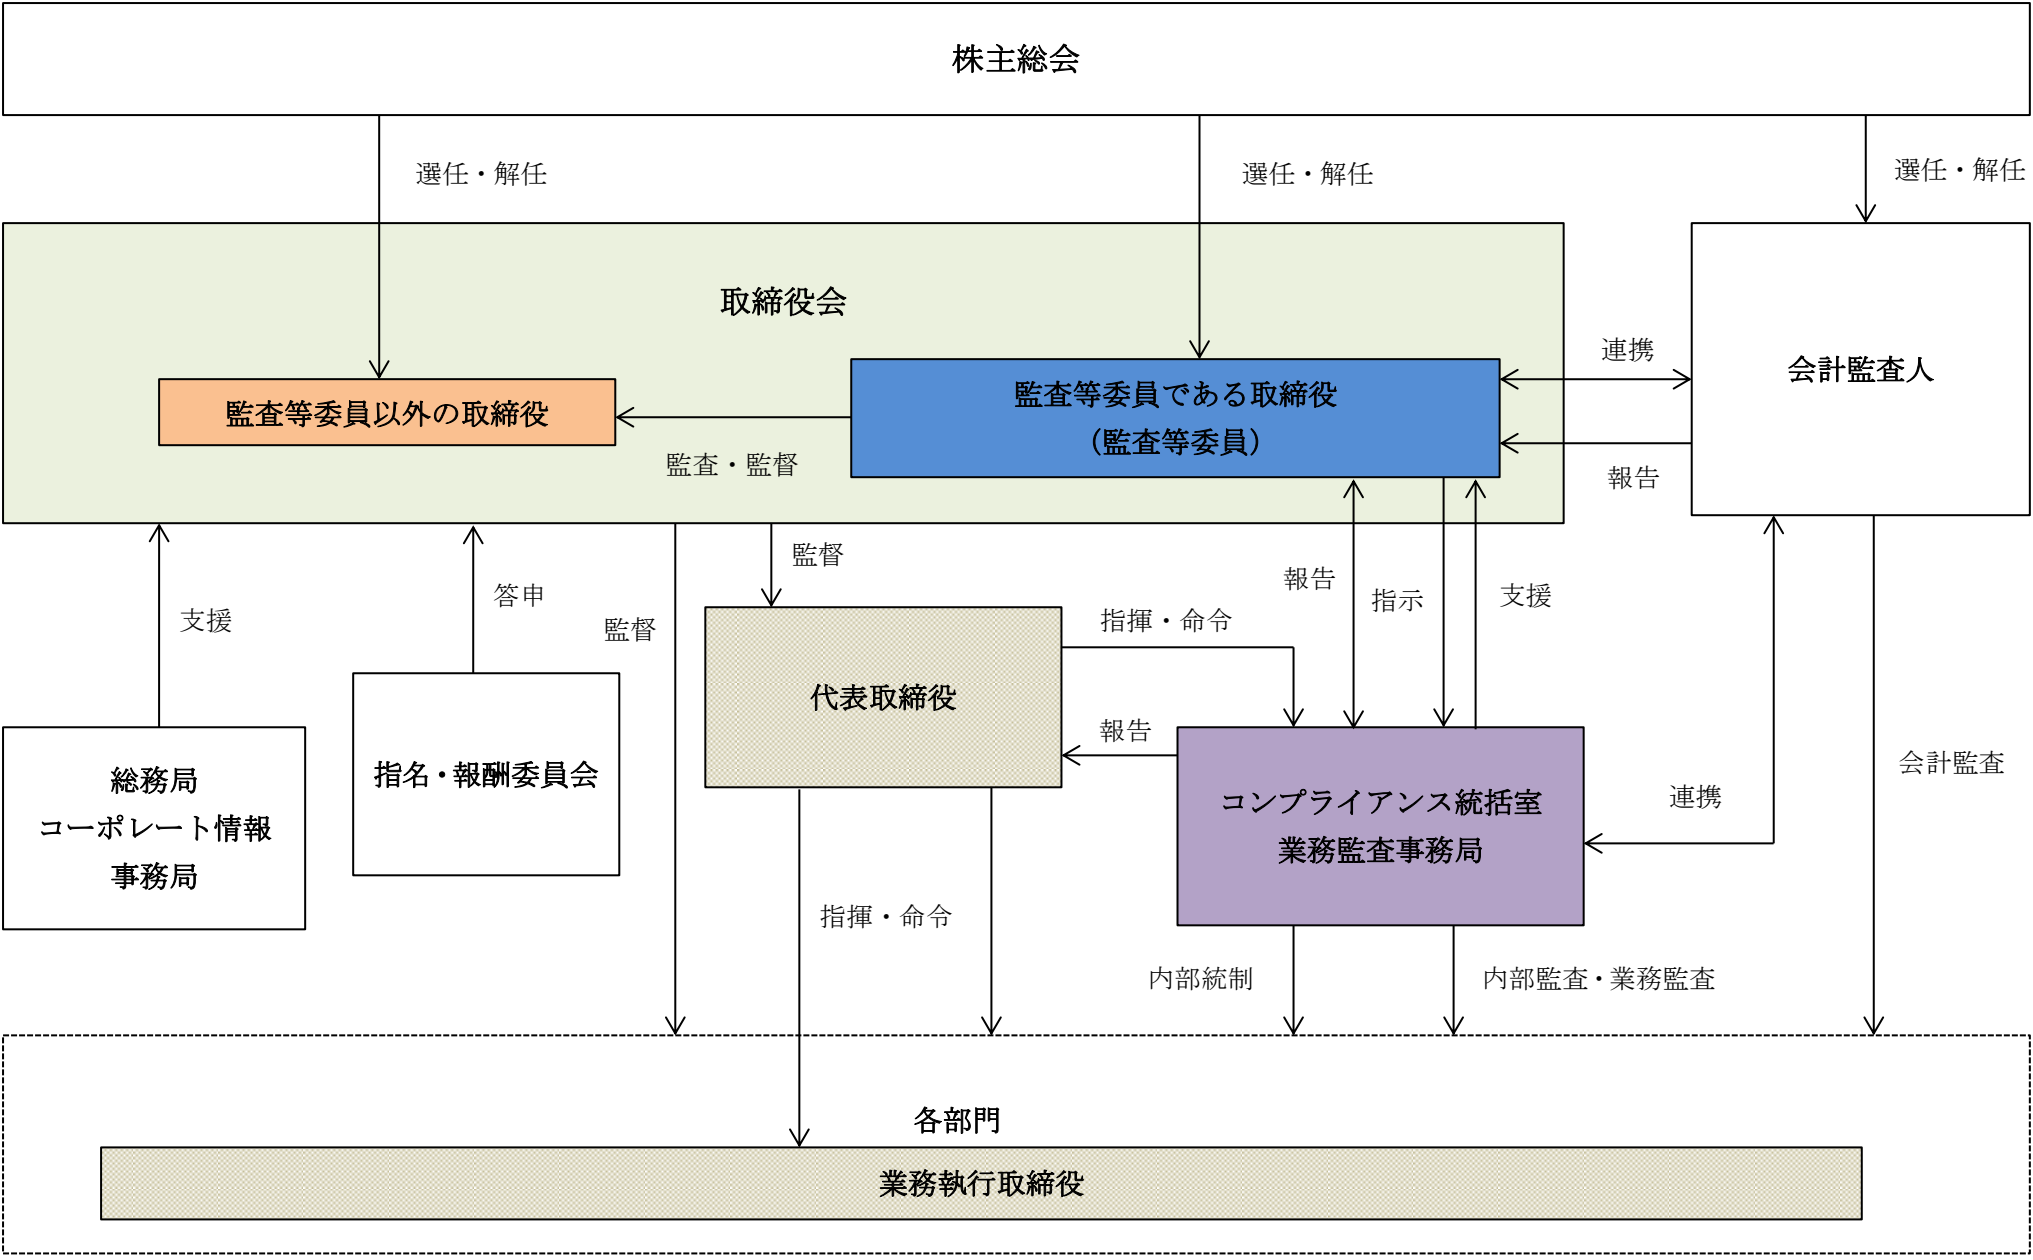 株主総会
選任・解任
選任・解任
選任・解任
取締役会
監査等委員以外の取締役
監査・監督
監査等委員である取締役
（監査等委員）
連携
報告
会計監査人
支援
答申
監督
監督
報告
指示
支援
指揮・命令
代表取締役
報告
総務局
コーポレート情報
事務局
指名・報酬委員会
コンプライアンス統括室
業務監査事務局
連携
会計監査
指揮・命令
内部統制
内部監査・業務監査
各部門
業務執行取締役